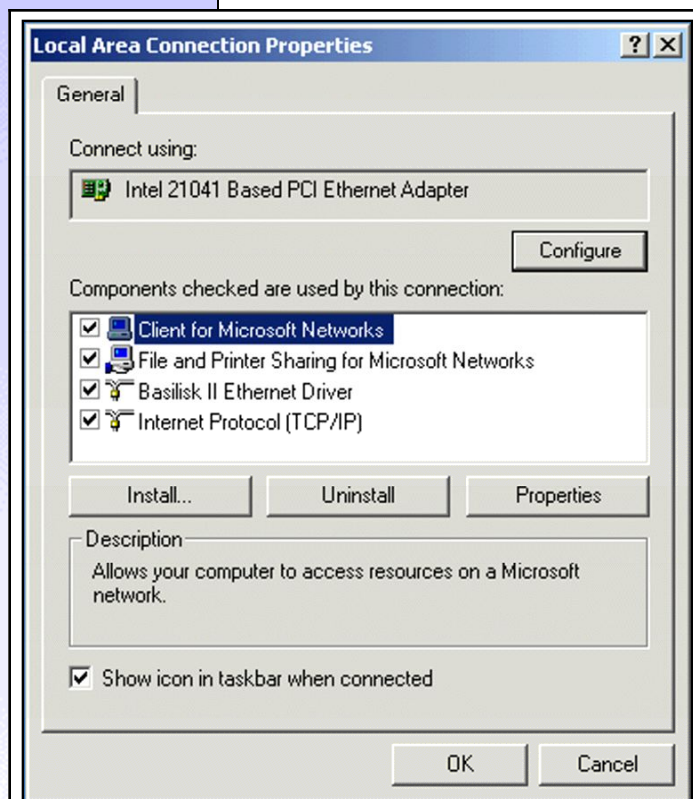 Local Area Connection Properties
General
Connect using:
Intel 21041 Based PCI Ethernet Adapter
Configure
Components checked are used by this connection:
Client for Microsoft Networks
File and Printer Sharing for Microsoft Networks
Basilisk II Ethernet Driver
Internet Protocol (TCP/IP)
Install... Uninstall Properties
Description
Allows your computer to access resources on a Microsoft
network.
Show icon in taskbar when connected
OK Cancel